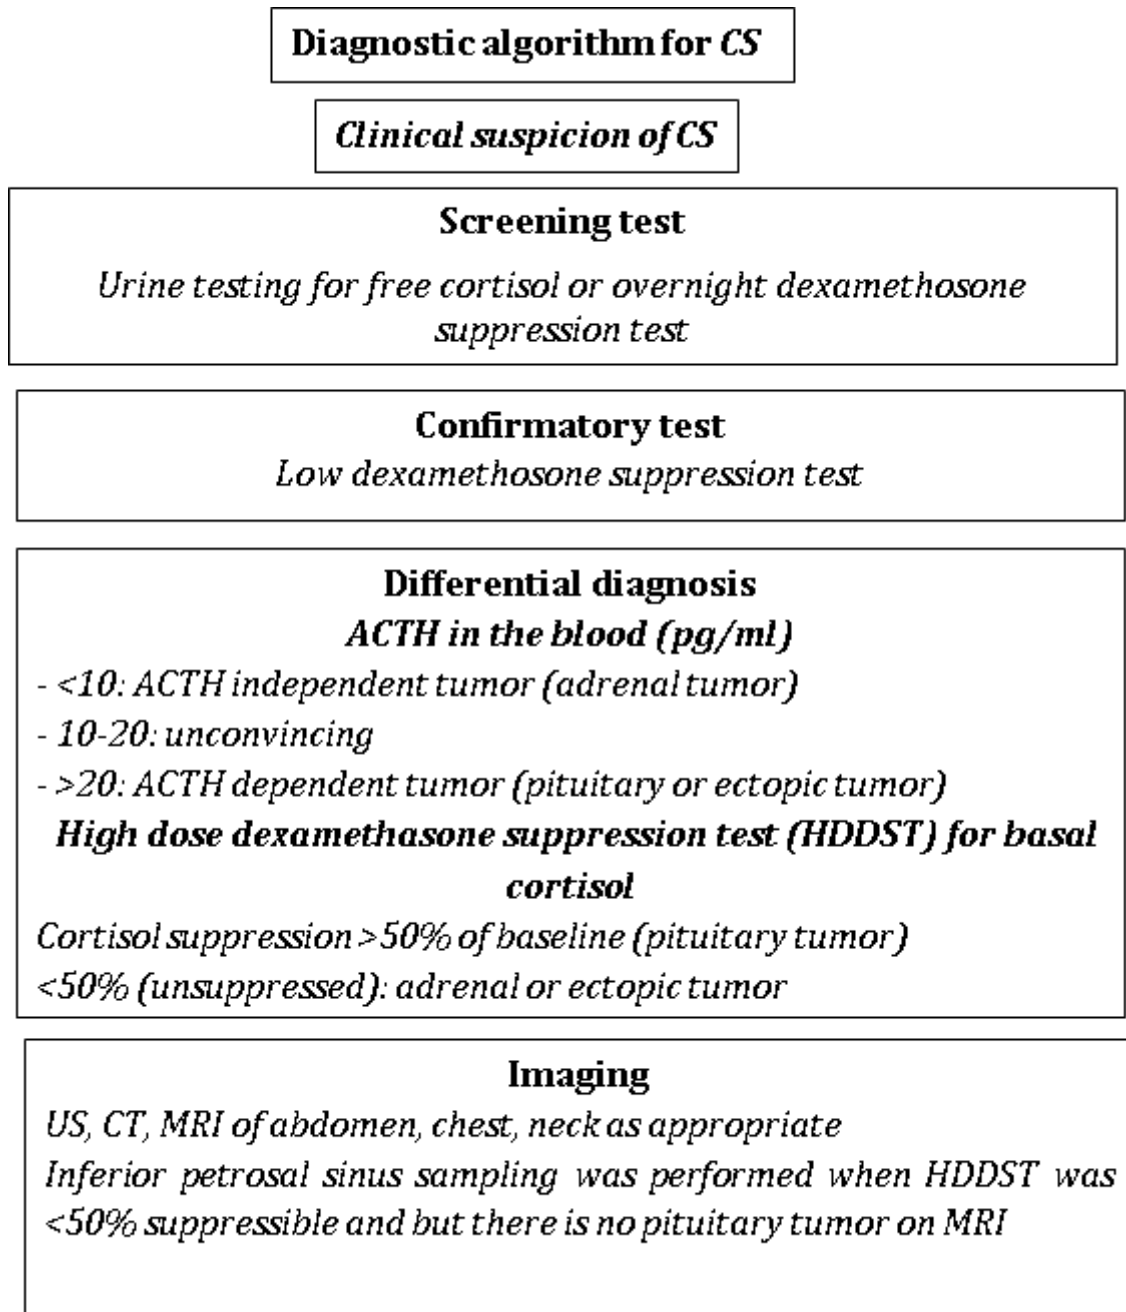 Diagnostic algorithm for CS
Clinical suspicion of CS
Screening test
Urine testing for free cortisol or overnight dexamethosone
suppression test
Confirmatory test
Low dexamethosone suppression test
Differential diagnosis
ACTH in the blood (pg/ml)
- <10: ACTH independent tumor (adrenal tumor)
- 10-20: unconvincing
- >20: ACTH dependent tumor (pituitary or ectopic tumor)
High dose dexamethasone suppression test (HDDST) for basal
cortisol
Cortisol suppression >50% of baseline (pituitary tumor)
<50% (unsuppressed): adrenal or ectopic tumor
Imaging
US, CT, MRI of abdomen, chest, neck as appropriate
Inferior petrosal sinus sampling was performed when HDDST was
<50% suppressible and but there is no pituitary tumor on MRI